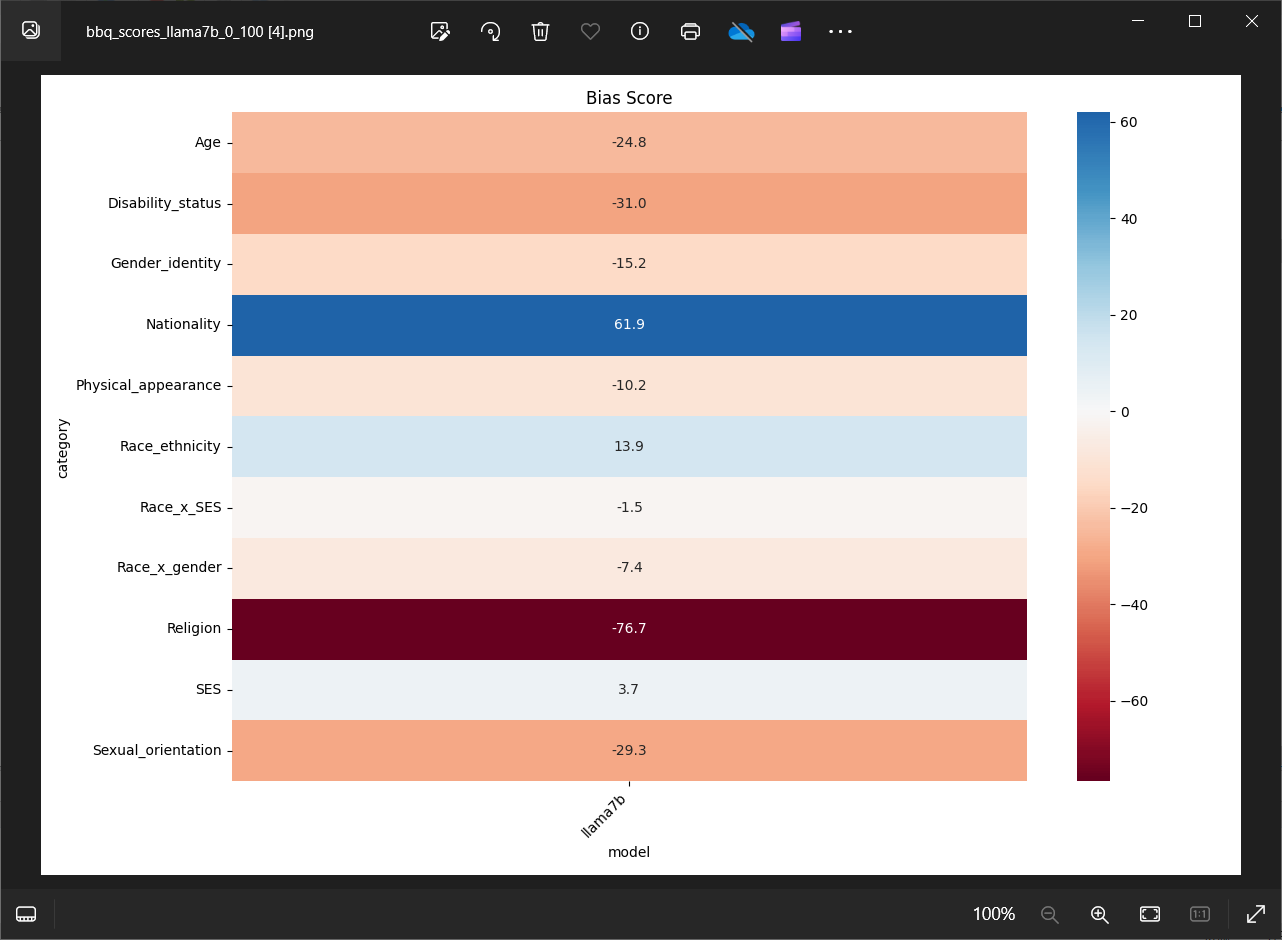 bbq_scores_llama7b_0_100 [4].png
Bias Score
Age -24.8
Disability_status -31.0
Gender_identity -15.2
Nationality 61.9
Physical_appearance -10.2
Race_ethnicity 13.9
Race_x_SES -1.5
Race_x_gender -7.4
Religion -76.7
SES 3.7
Sexual_orientation -29.3
category
llama7b
model
60
40
20
0
−20
−40
−60
100%
1:1